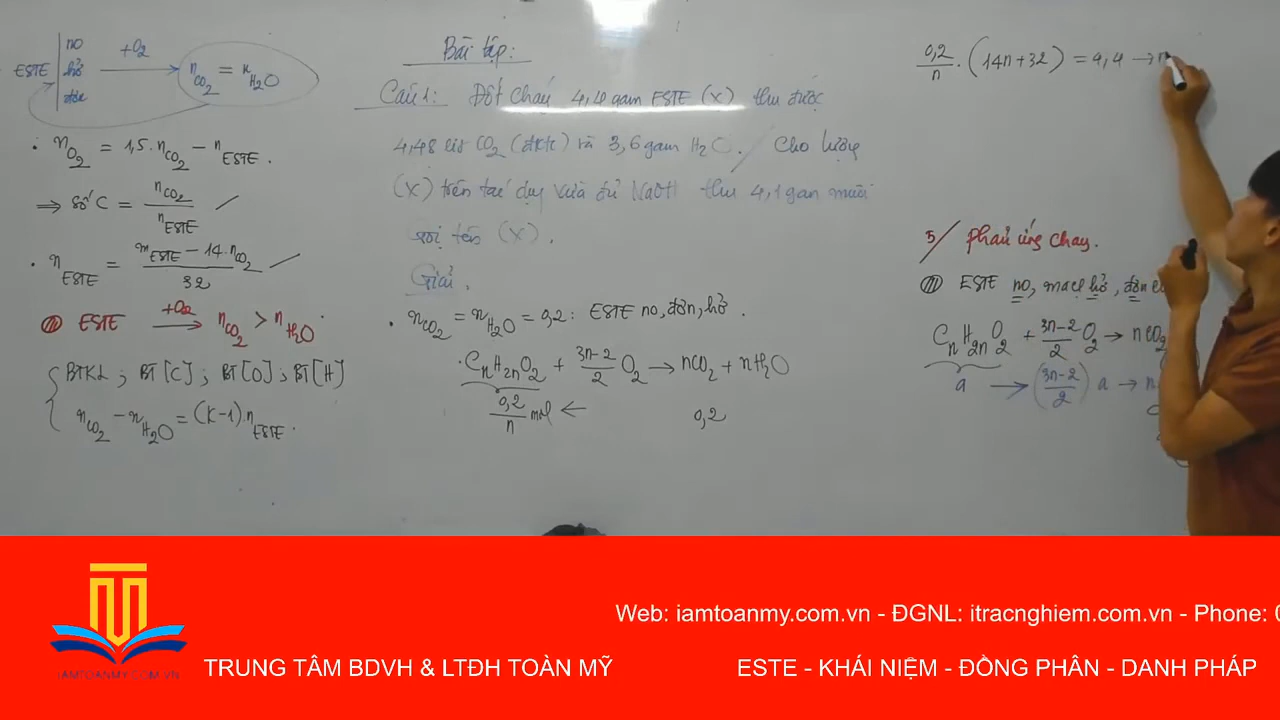 ESTE no +O₂ → nCO₂ = nH₂O
hở
đơn
• nO₂ = 1,5.nCO₂ − nESTE.
⇒ số C = nCO₂ / nESTE
• nESTE = (mESTE − 14.nCO₂) / 32
ESTE +O₂ → nCO₂ > nH₂O
BTKL ; BT[C] ; BT[O] ; BT[H]
nCO₂ − nH₂O = (k−1).nESTE.
Bài tập:
Câu 1: Đốt cháy 4,4 gam ESTE (X) thu được
4,48 lít CO₂ (đktc) và 3,6 gam H₂O. Cho lượng
(X) trên tác dụng vừa đủ NaOH thu 4,1 gam muối
gọi tên (X).
Giải.
• nCO₂ = nH₂O = 0,2 : ESTE no, đơn, hở.
CnH2nO₂ + (3n−2)/2 O₂ → nCO₂ + nH₂O
0,2/n mol ← 0,2
0,2/n . (14n+32) = 4,4 → n
5/ phản ứng cháy.
ESTE no, mạch hở, đơn
CnH2nO₂ + (3n−2)/2 O₂ → nCO₂
a → ((3n−2)/2) a → n
Web: iamtoanmy.com.vn - ĐGNL: itracnghiem.com.vn - Phone: 0
IAMTOANMY.COM.VN
TRUNG TÂM BDVH & LTĐH TOÀN MỸ
ESTE - KHÁI NIỆM - ĐỒNG PHÂN - DANH PHÁP